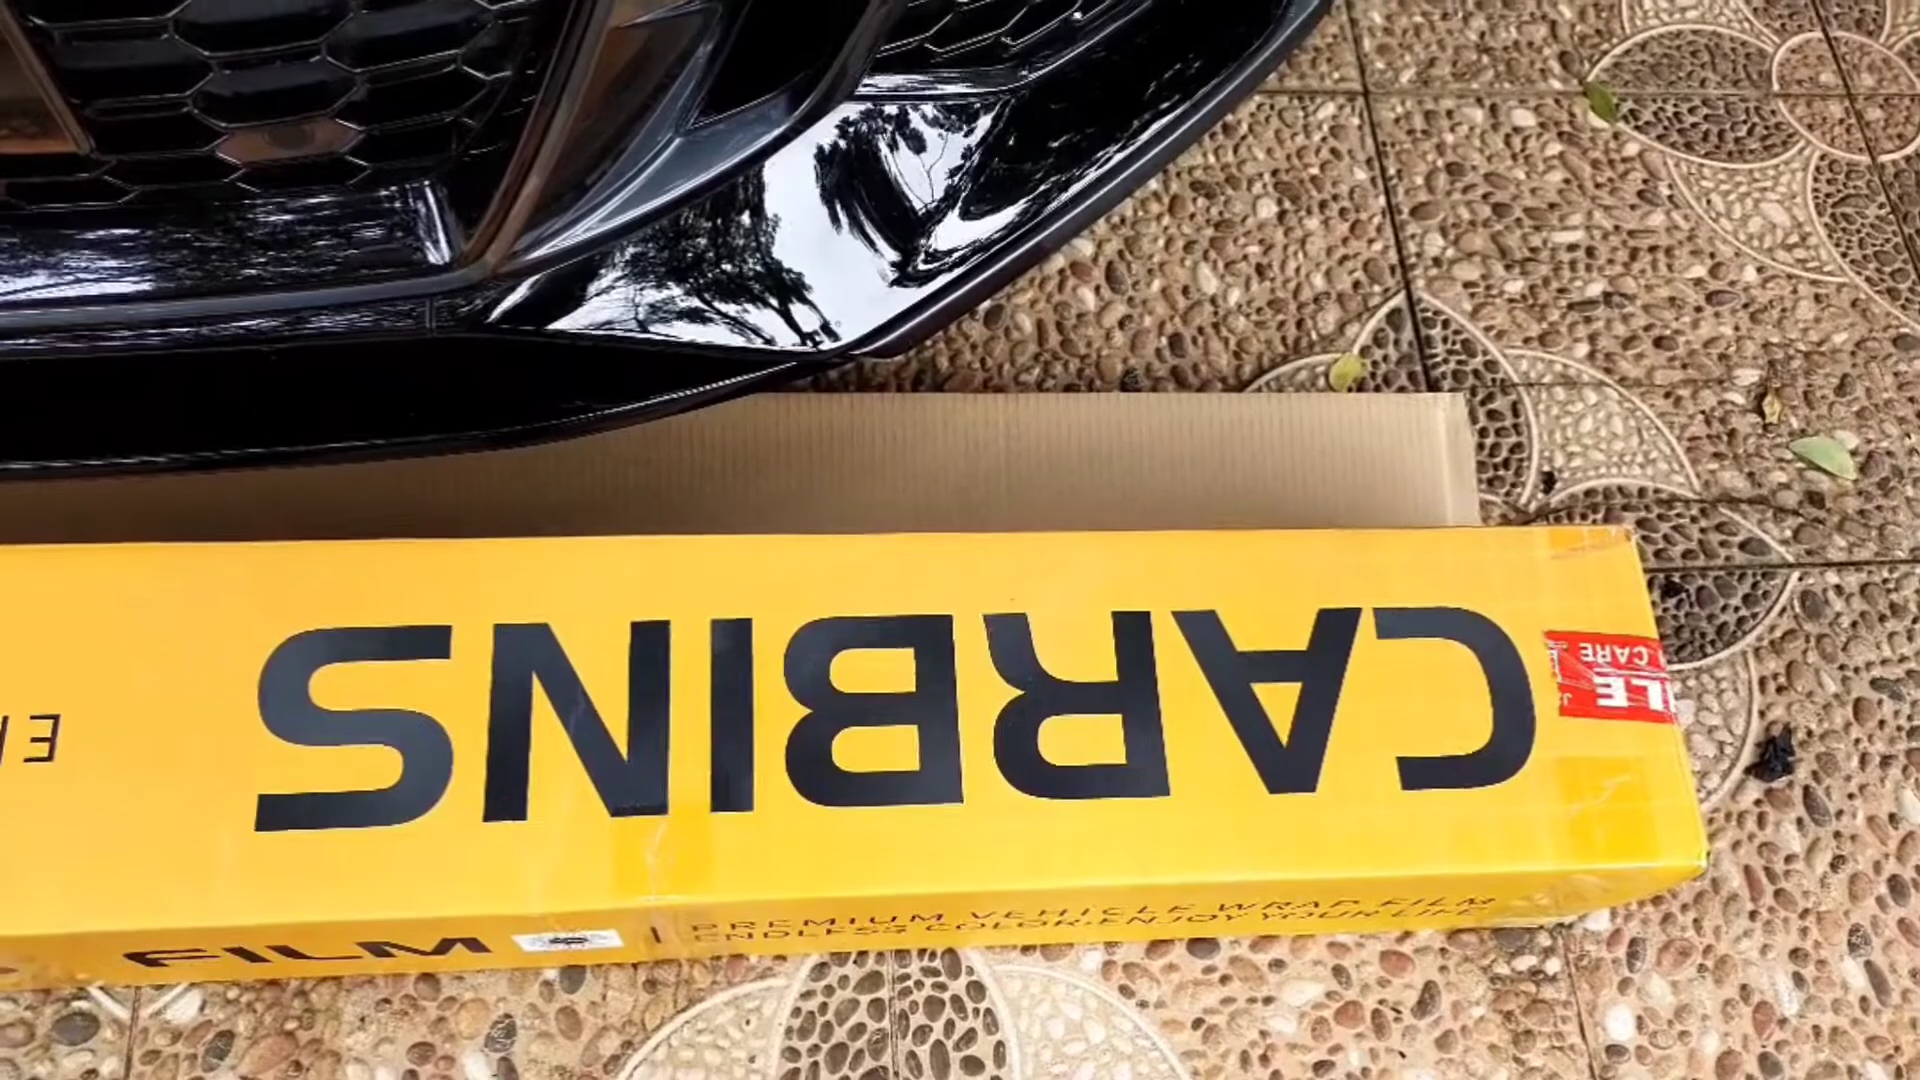 CARBINS
CARE
FILM
PREMIUM VEHICLE WRAP FILM
ENDLESS COLOR.ENJOY YOUR LIFE